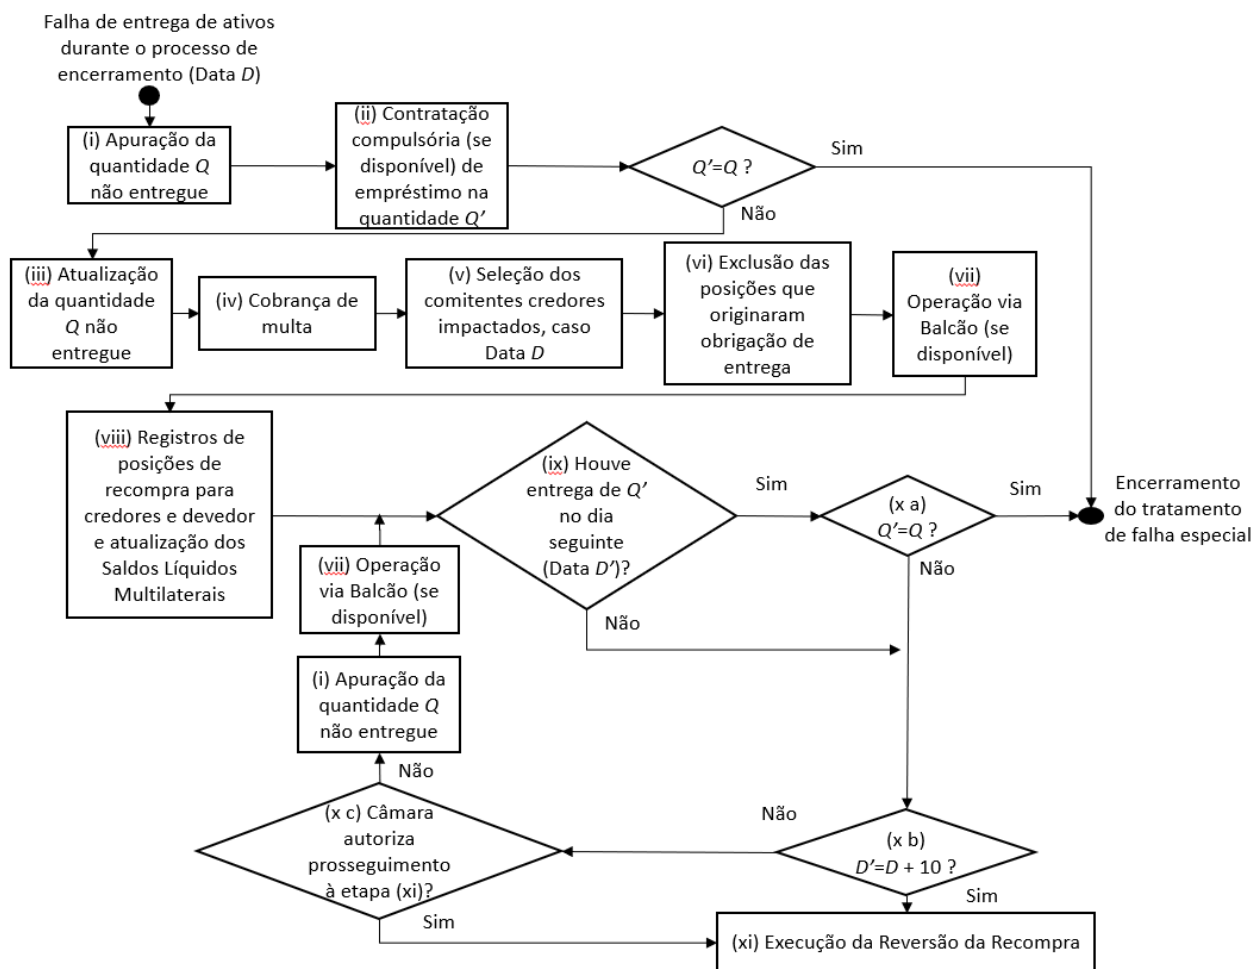 Falha de entrega de ativos
durante o processo de
encerramento (Data D)
(i) Apuração da
quantidade Q
não entregue
(ii) Contratação
compulsória (se
disponível) de
empréstimo na
quantidade Q’
Q’=Q ?
Sim
Não
(iii) Atualização
da quantidade
Q não
entregue
(iv) Cobrança de
multa
(v) Seleção dos
comitentes credores
impactados, caso
Data D
(vi) Exclusão das
posições que
originaram
obrigação de
entrega
(vii)
Operação via
Balcão (se
disponível)
(viii) Registros de
posições de
recompra para
credores e devedor
e atualização dos
Saldos Líquidos
Multilaterais
(ix) Houve
entrega de Q’
no dia
seguinte
(Data D’)?
Sim
Não
(x a)
Q’=Q ?
Sim
Não
Encerramento
do tratamento
de falha especial
(vii) Operação
via Balcão (se
disponível)
(i) Apuração da
quantidade Q
não entregue
Não
(x c) Câmara
autoriza
prosseguimento
à etapa (xi)?
Sim
Não
(x b)
D’=D + 10 ?
Sim
(xi) Execução da Reversão da Recompra